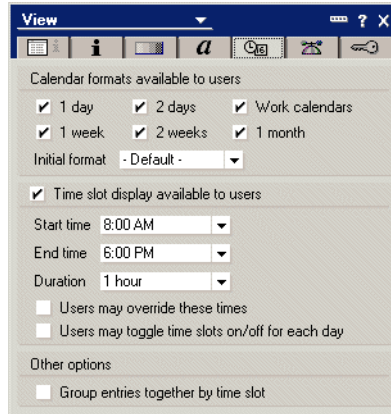 View ? X
i i a 16
Calendar formats available to users
1 day 2 days Work calendars
1 week 2 weeks 1 month
Initial format - Default -
Time slot display available to users
Start time 8:00 AM
End time 6:00 PM
Duration 1 hour
Users may override these times
Users may toggle time slots on/off for each day
Other options
Group entries together by time slot